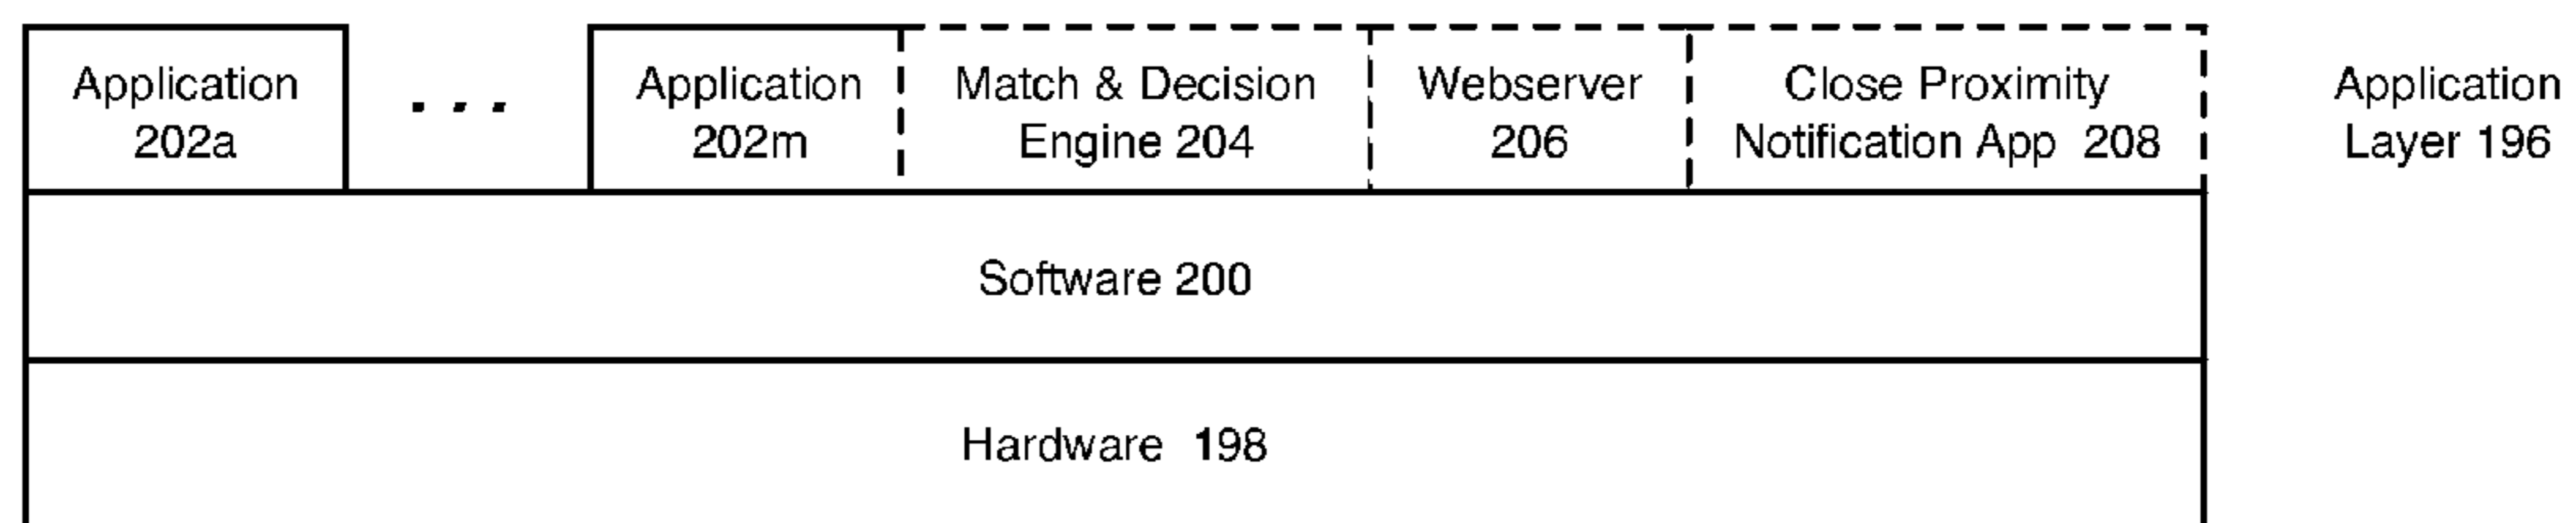 Application
202a
. . .
Application
202m
Match & Decision
Engine 204
Webserver
206
Close Proximity
Notification App 208
Application
Layer 196
Software 200
Hardware 198